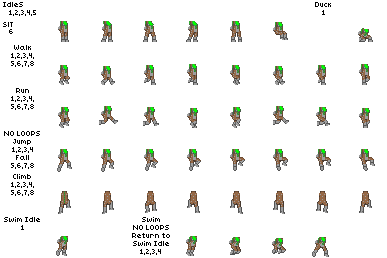 IdleS
1,2,3,4,5
Duck
1
SIT
6
Walk
1,2,3,4,
5,6,7,8
Run
1,2,3,4,
5,6,7,8
NO LOOPS
Jump
1,2,3,4
Fall
5,6,7,8
Climb
1,2,3,4,
5,6,7,8
Swim Idle
1
Swim
NO LOOPS
Return to
Swim Idle
1,2,3,4